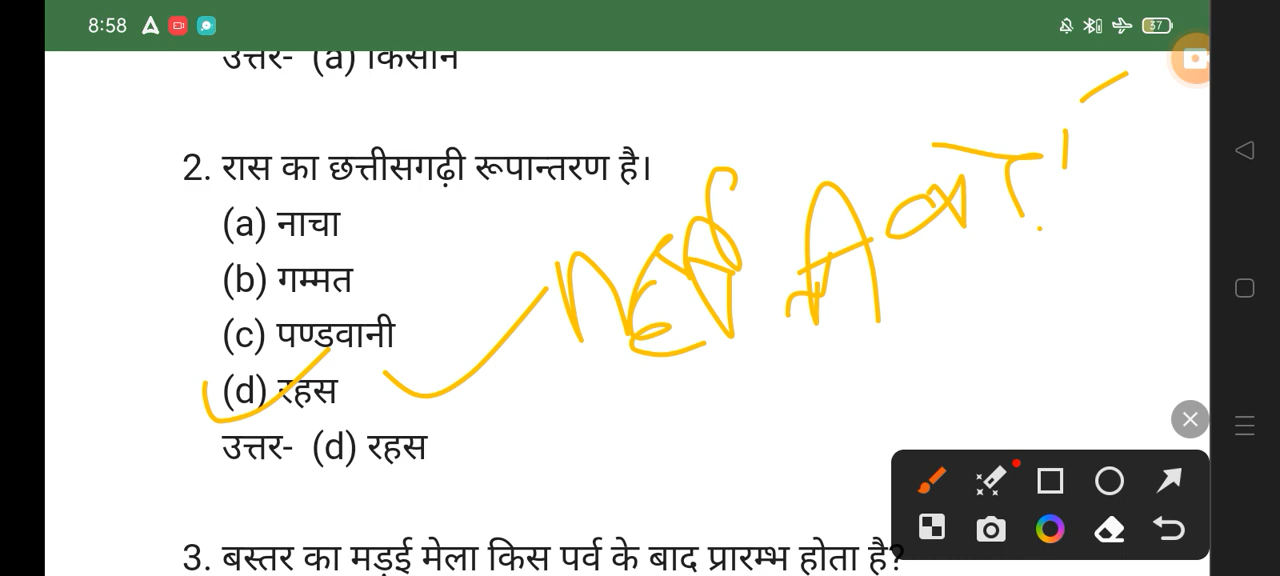 8:58
37
उत्तर- (a) किसान
2. रास का छत्तीसगढ़ी रूपान्तरण है।
(a) नाचा
(b) गम्मत
(c) पण्डवानी
(d) रहस
उत्तर- (d) रहस
3. बस्तर का मड़ई मेला किस पर्व के बाद प्रारम्भ होता है?